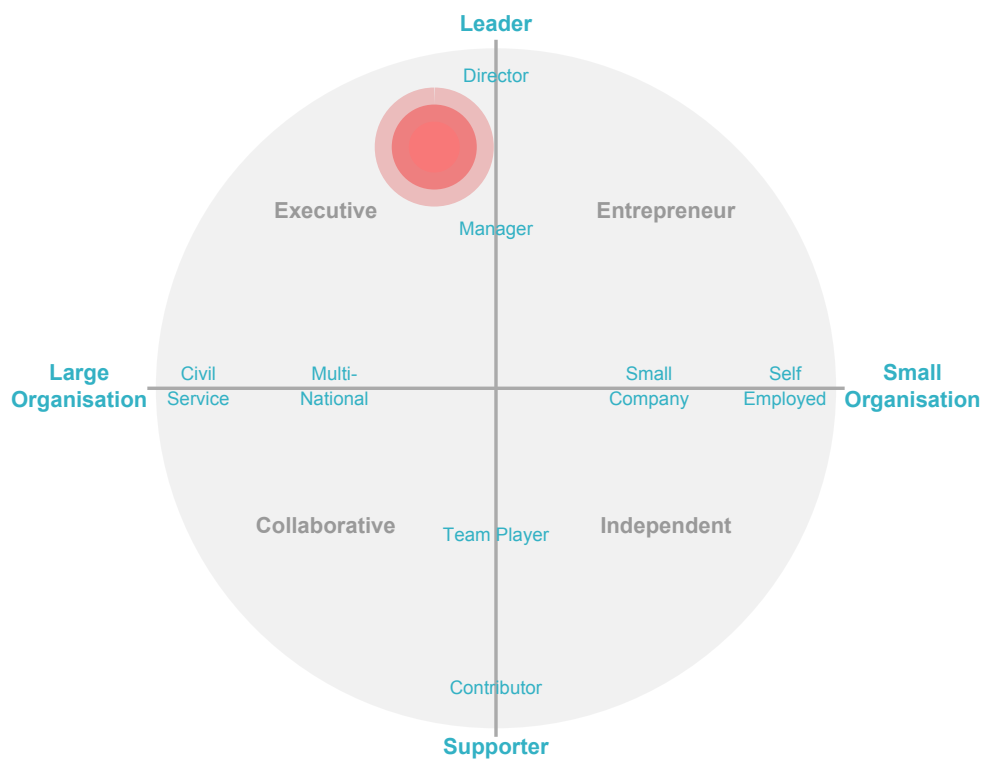 Leader
Director
Executive
Entrepreneur
Manager
Large
Organisation
Civil
Service
Multi-
National
Small
Company
Self
Employed
Small
Organisation
Collaborative
Team Player
Independent
Contributor
Supporter